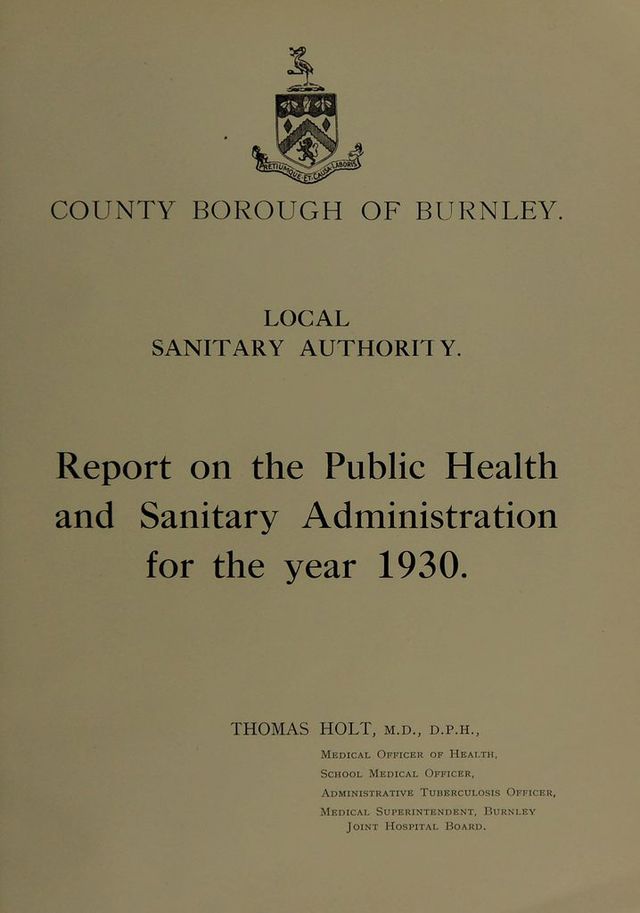 PRETIUMQUE·ET·CAUSA·LABORIS
COUNTY BOROUGH OF BURNLEY.
LOCAL
SANITARY AUTHORITY.
Report on the Public Health
and Sanitary Administration
for the year 1930.
THOMAS HOLT, M.D., D.P.H.,
MEDICAL OFFICER OF HEALTH,
SCHOOL MEDICAL OFFICER,
ADMINISTRATIVE TUBERCULOSIS OFFICER,
MEDICAL SUPERINTENDENT, BURNLEY
JOINT HOSPITAL BOARD.